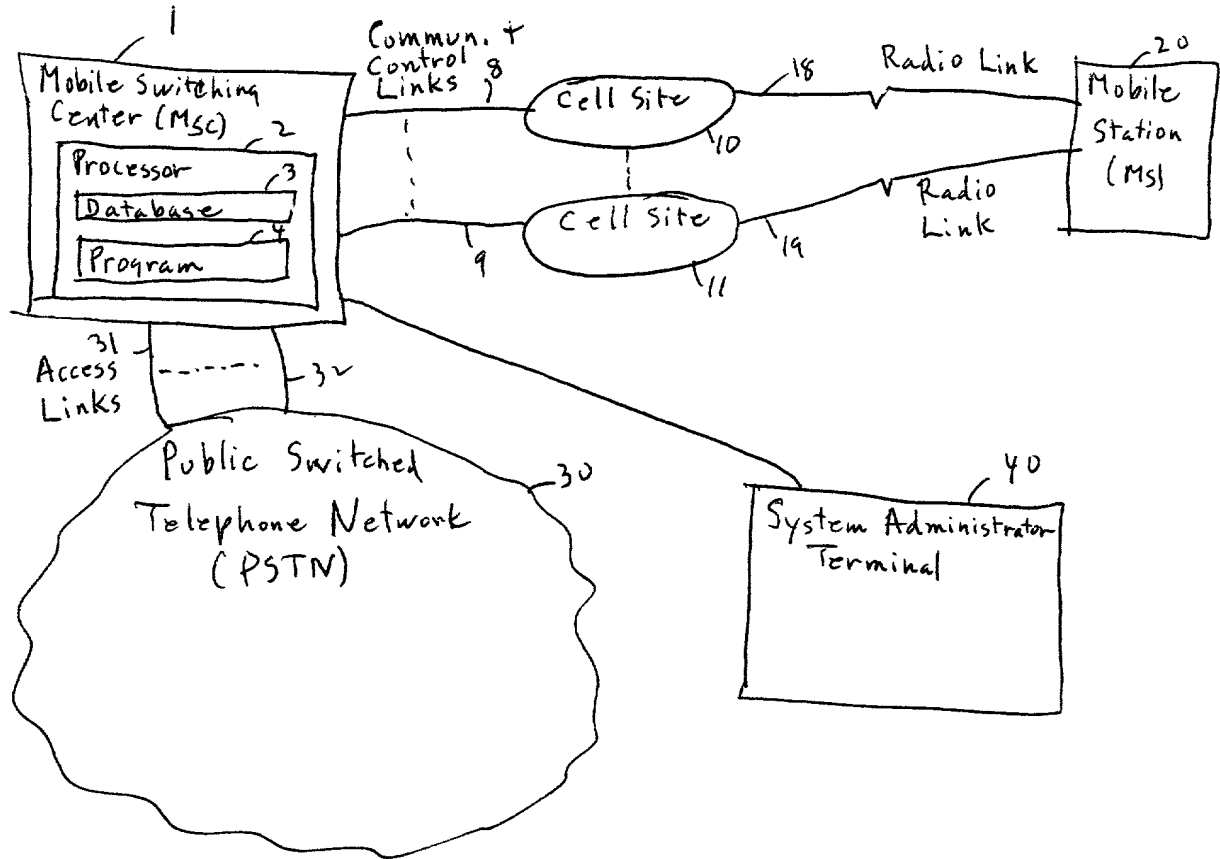 1
Mobile Switching
Center (MSC)
2
Processor
3
Database
4
Program
Commun. +
Control
Links
8
9
Cell Site
10
Cell Site
11
18
Radio Link
19
Radio
Link
20
Mobile
Station
(MS)
31
Access
Links
32
30
Public Switched
Telephone Network
(PSTN)
40
System Administrator
Terminal